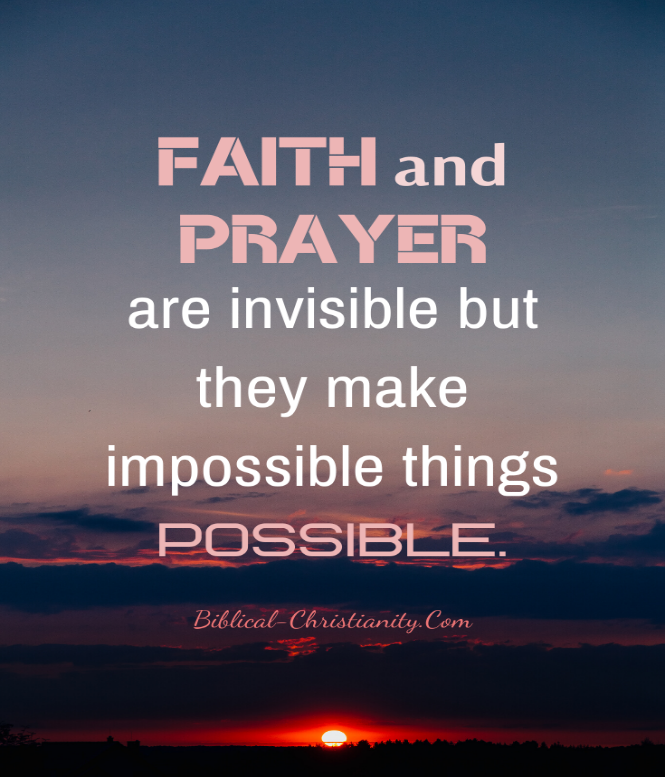 FAITH and
PRAYER
are invisible but
they make
impossible things
POSSIBLE.
Biblical-Christianity.Com